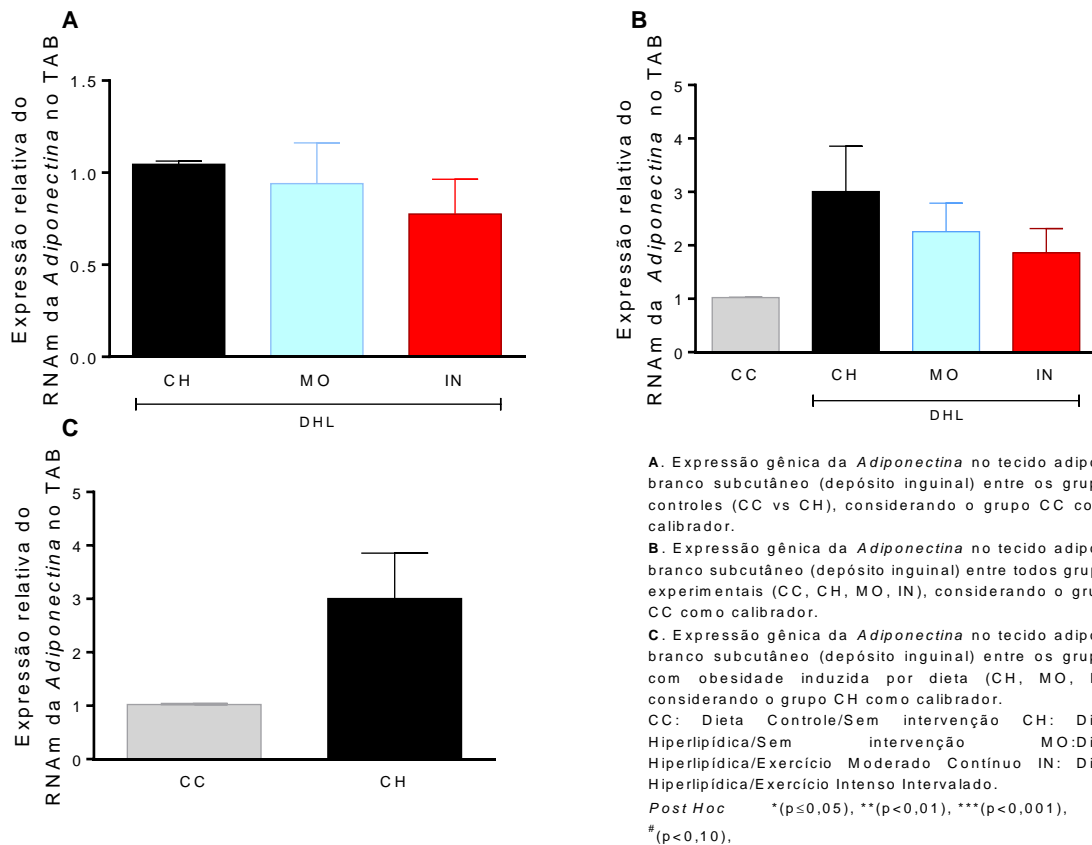 A
Expressão relativa do
RNAm da Adiponectina no TAB
1.5
1.0
0.5
0.0
CH MO IN
DHL
B
Expressão relativa do
RNAm da Adiponectina no TAB
5
4
3
2
1
0
CC CH MO IN
DHL
C
Expressão relativa do
RNAm da Adiponectina no TAB
5
4
3
2
1
0
CC CH
A. Expressão gênica da Adiponectina no tecido adipo
branco subcutâneo (depósito inguinal) entre os grup
controles (CC vs CH), considerando o grupo CC co
calibrador.
B. Expressão gênica da Adiponectina no tecido adipo
branco subcutâneo (depósito inguinal) entre todos grup
experimentais (CC, CH, MO, IN), considerando o gru
CC como calibrador.
C. Expressão gênica da Adiponectina no tecido adipo
branco subcutâneo (depósito inguinal) entre os grup
com obesidade induzida por dieta (CH, MO,
considerando o grupo CH como calibrador.
CC: Dieta Controle/Sem intervenção CH: Di
Hiperlipídica/Sem intervenção MO:Di
Hiperlipídica/Exercício Moderado Contínuo IN: Di
Hiperlipídica/Exercício Intenso Intervalado.
Post Hoc *(p≤0,05), **(p<0,01), ***(p<0,001),
#(p<0,10),